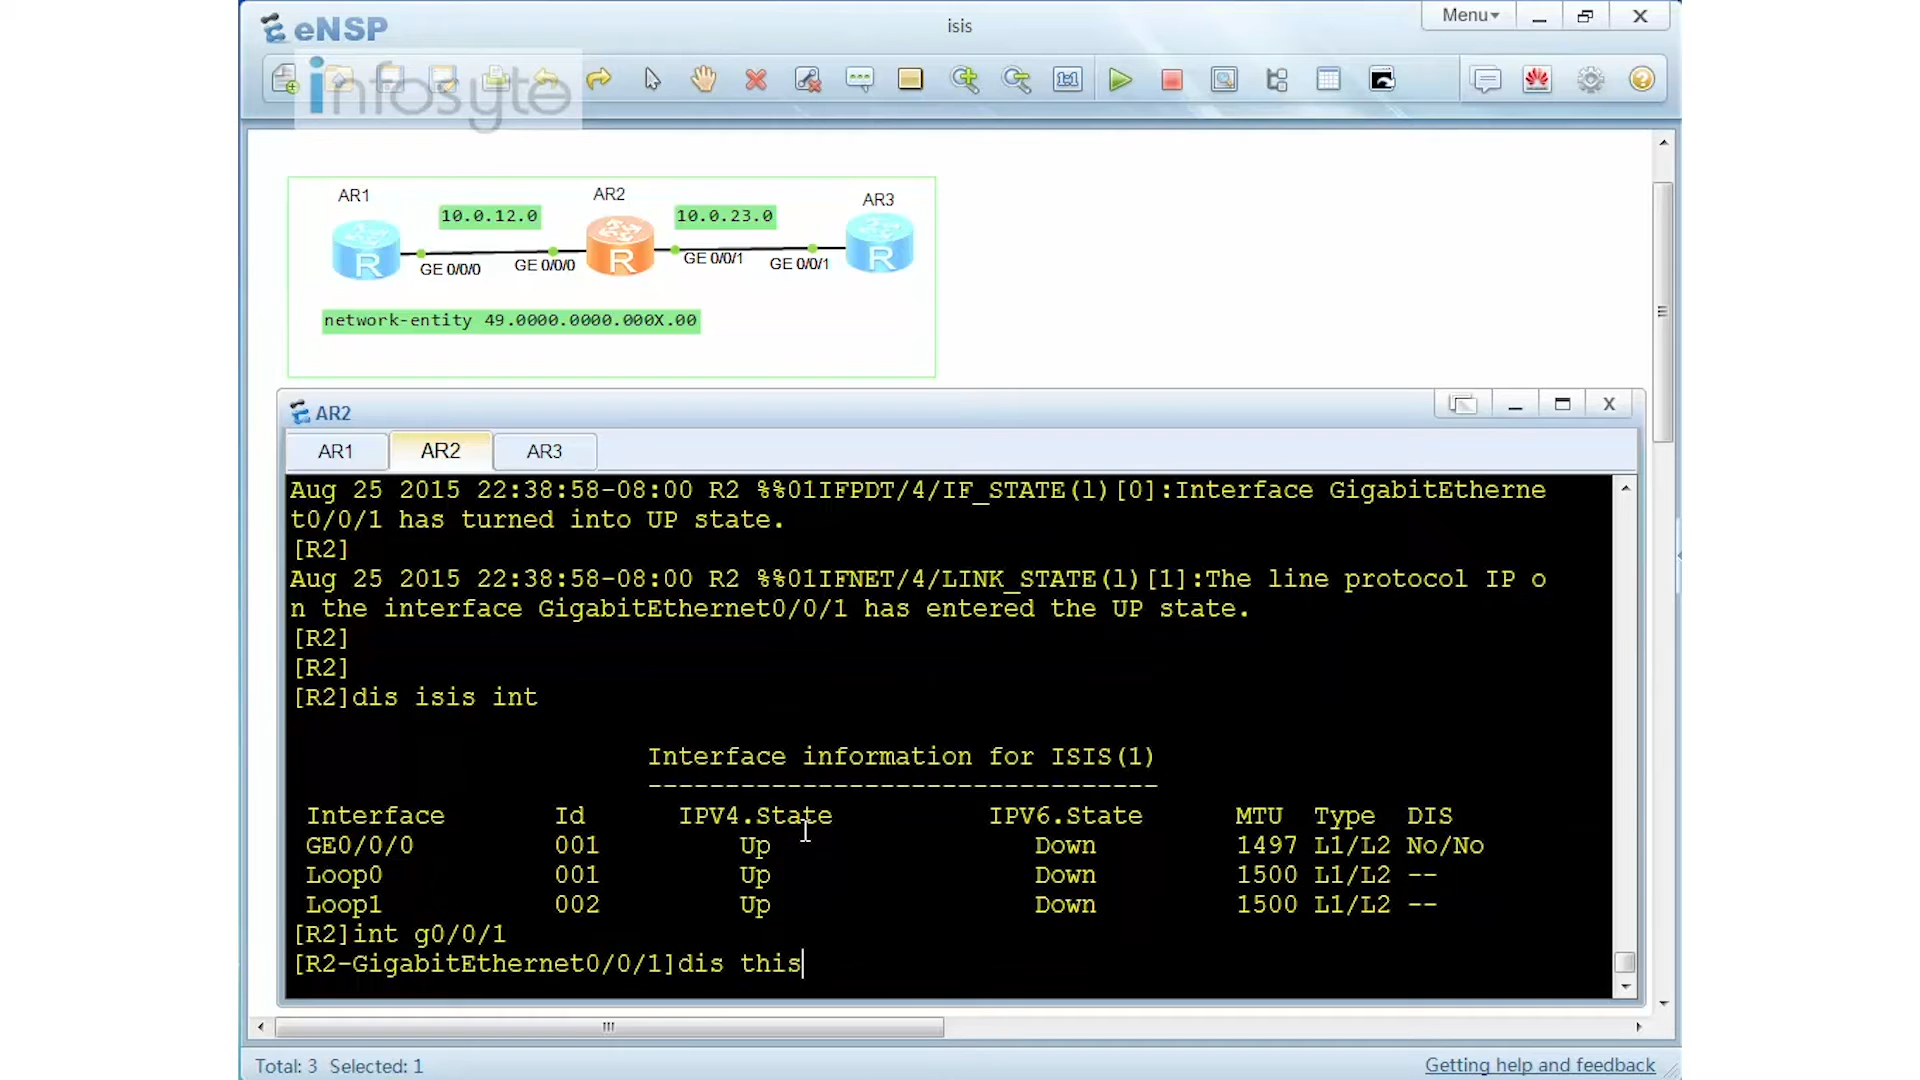 eNSP
isis
Menu
infosyte
1:1
AR1
AR2
AR3
10.0.12.0
10.0.23.0
R
R
R
GE 0/0/0
GE 0/0/0
GE 0/0/1
GE 0/0/1
network-entity 49.0000.0000.000X.00
AR2
AR1
AR2
AR3
Aug 25 2015 22:38:58-08:00 R2 %%01IFPDT/4/IF_STATE(l)[0]:Interface GigabitEtherne
t0/0/1 has turned into UP state.
[R2]
Aug 25 2015 22:38:58-08:00 R2 %%01IFNET/4/LINK_STATE(l)[1]:The line protocol IP o
n the interface GigabitEthernet0/0/1 has entered the UP state.
[R2]
[R2]
[R2]dis isis int
Interface information for ISIS(1)
---------------------------------
Interface Id IPV4.State IPV6.State MTU Type DIS
GE0/0/0 001 Up Down 1497 L1/L2 No/No
Loop0 001 Up Down 1500 L1/L2 --
Loop1 002 Up Down 1500 L1/L2 --
[R2]int g0/0/1
[R2-GigabitEthernet0/0/1]dis this
Total: 3 Selected: 1
Getting help and feedback